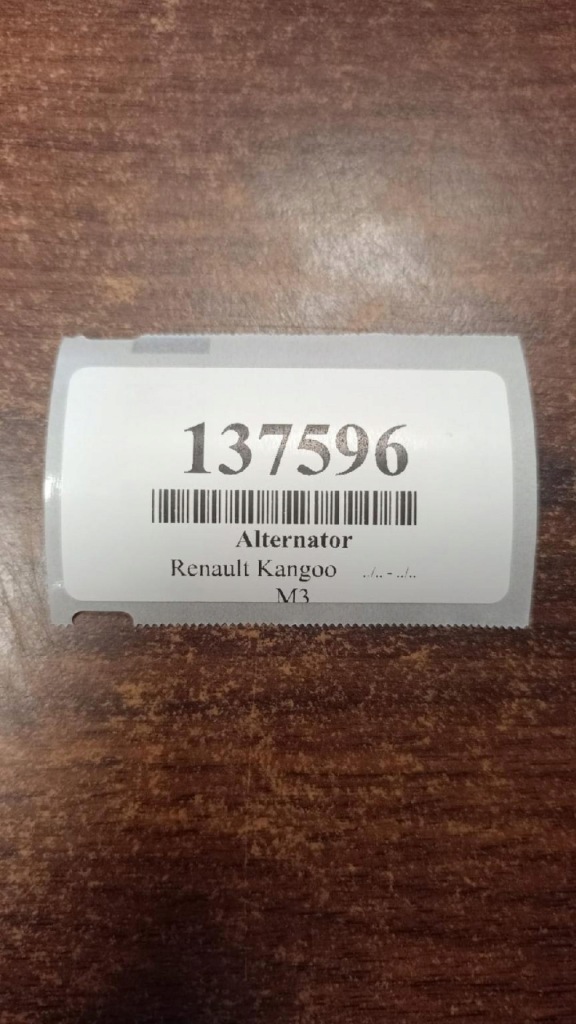 137596
Alternator
Renault Kangoo ../.. - ../..
M3